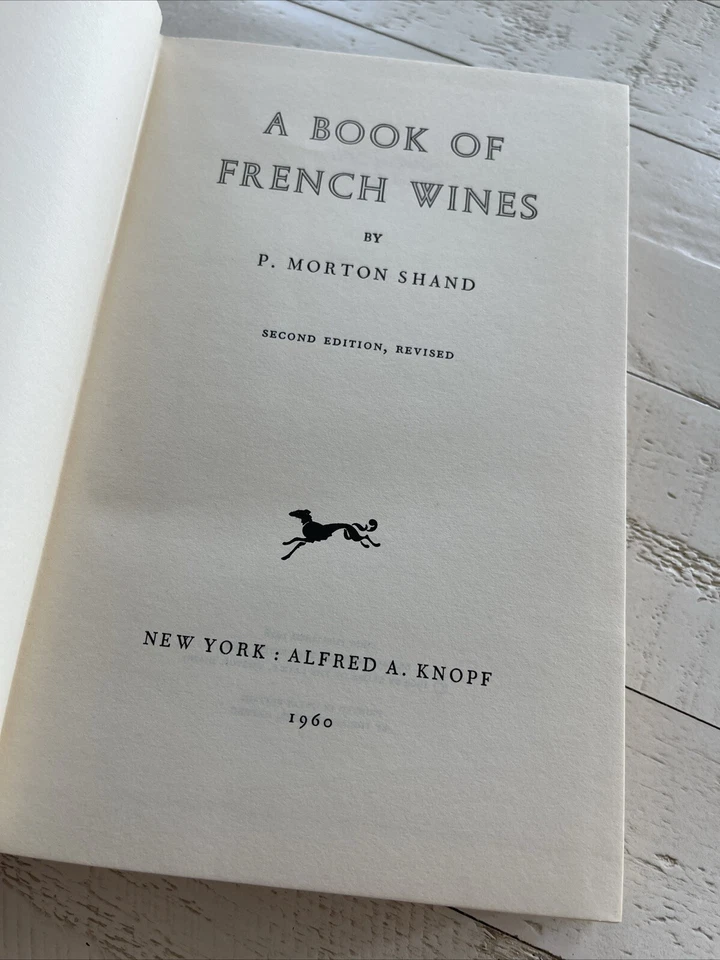 A BOOK OF
FRENCH WINES
BY
P. MORTON SHAND
SECOND EDITION, REVISED
NEW YORK : ALFRED A. KNOPF
1960